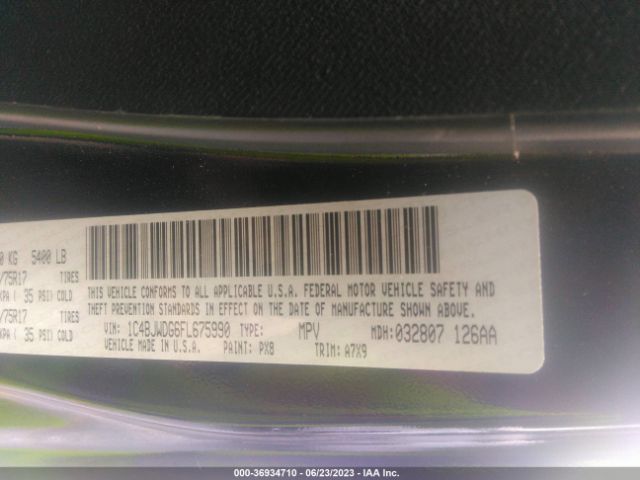 0 KG 5400 LB
/75R17 TIRES
KPA ( 35 PSI) COLD
/75R17 TIRES
KPA ( 35 PSI) COLD
THIS VEHICLE CONFORMS TO ALL APPLICABLE U.S.A. FEDERAL MOTOR VEHICLE SAFETY AND
THEFT PREVENTION STANDARDS IN EFFECT ON THE DATE OF MANUFACTURE SHOWN ABOVE.
VIN: 1C4BJWDG6FL675990 TYPE: MPV MDH:032807 126AA
VEHICLE MADE IN U.S.A. PAINT: PX8 TRIM: A7X9
000-36934710 - 06/23/2023 - IAA Inc.